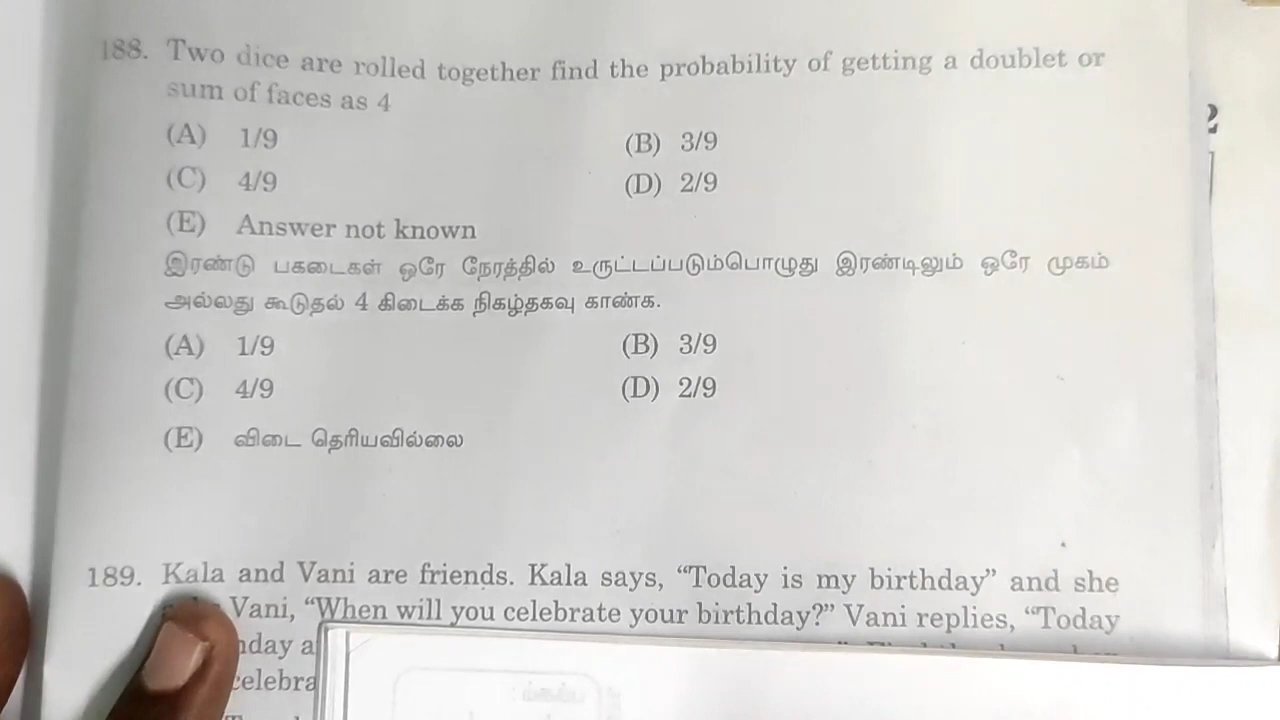 188. Two dice are rolled together find the probability of getting a doublet or
sum of faces as 4
(A) 1/9 (B) 3/9
(C) 4/9 (D) 2/9
(E) Answer not known
இரண்டு பகடைகள் ஒரே நேரத்தில் உருட்டப்படும்பொழுது இரண்டிலும் ஒரே முகம்
அல்லது கூடுதல் 4 கிடைக்க நிகழ்தகவு காண்க.
(A) 1/9 (B) 3/9
(C) 4/9 (D) 2/9
(E) விடை தெரியவில்லை
189. Kala and Vani are friends. Kala says, “Today is my birthday” and she
Vani, “When will you celebrate your birthday?” Vani replies, “Today
2